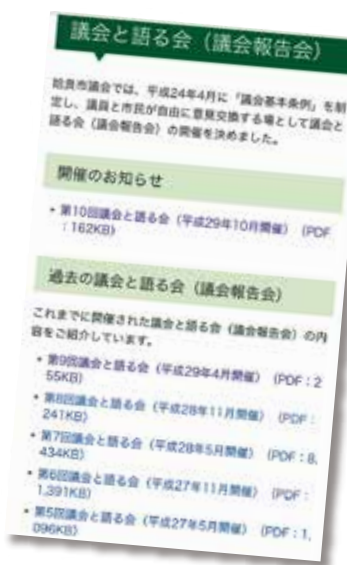 議会と語る会（議会報告会）
姶良市議会では、平成24年4月に「議会基本条例」を制
定し、議員と市民が自由に意見交換する場として議会と
語る会（議会報告会）の開催を決めました。
開催のお知らせ
• 第10回議会と語る会（平成29年10月開催）（PDF
：162KB）
過去の議会と語る会（議会報告会）
これまでに開催された議会と語る会（議会報告会）の内
容をご紹介しています。
• 第9回議会と語る会（平成29年4月開催）（PDF：2
55KB）
• 第8回議会と語る会（平成28年11月開催）（PDF：
241KB）
• 第7回議会と語る会（平成28年5月開催）（PDF：8,
434KB）
• 第6回議会と語る会（平成27年11月開催）（PDF：
1,391KB）
• 第5回議会と語る会（平成27年5月開催）（PDF：1,
096KB）